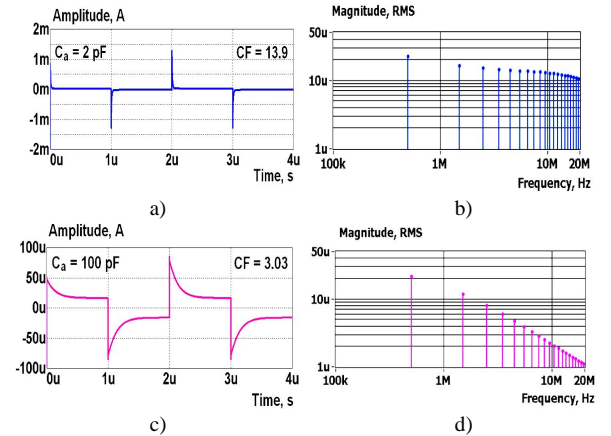 Amplitude, A
2m
1m
0m
-1m
-2m
Ca = 2 pF
CF = 13.9
0u
1u
2u
3u
4u
Time, s
a)
Magnitude, RMS
50u
10u
1u
100k
1M
10M
20M
Frequency, Hz
b)
Amplitude, A
100u
50u
0u
-50u
-100u
Ca = 100 pF
CF = 3.03
0u
1u
2u
3u
4u
Time, s
c)
Magnitude, RMS
50u
10u
1u
100k
1M
10M
20M
Frequency, Hz
d)